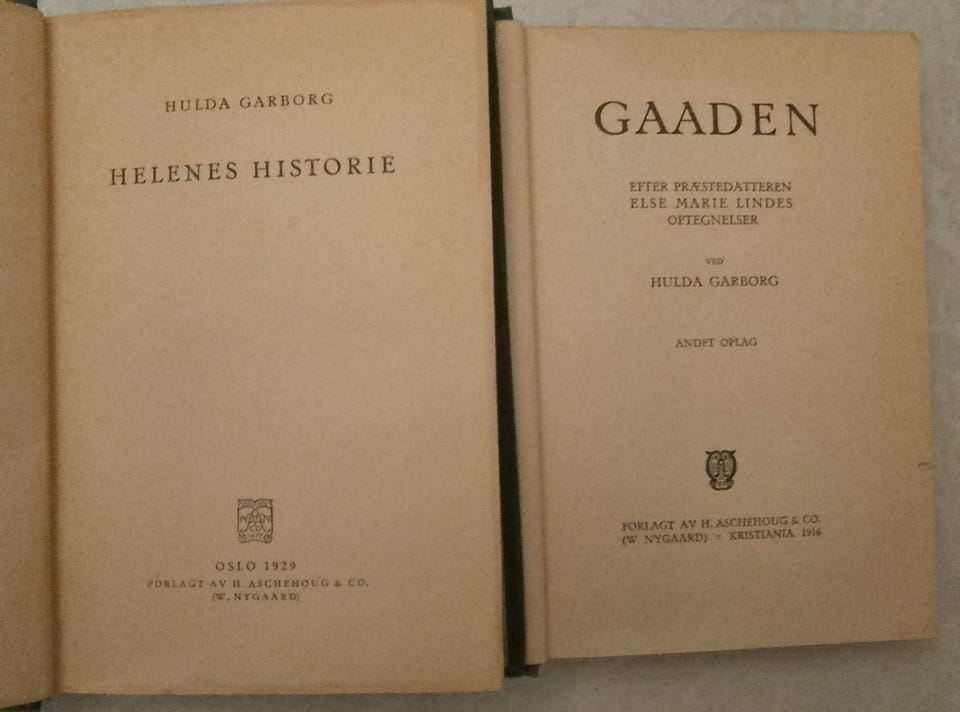 HULDA GARBORG
HELENES HISTORIE
OSLO 1929
FORLAGT AV H. ASCHEHOUG & CO.
(W. NYGAARD)
GAADEN
EFTER PRÆSTEDATTEREN
ELSE MARIE LINDES
OPTEGNELSER
VED
HULDA GARBORG
ANDET OPLAG
FORLAGT AV H. ASCHEHOUG & CO.
(W. NYGAARD) = KRISTIANIA 1916